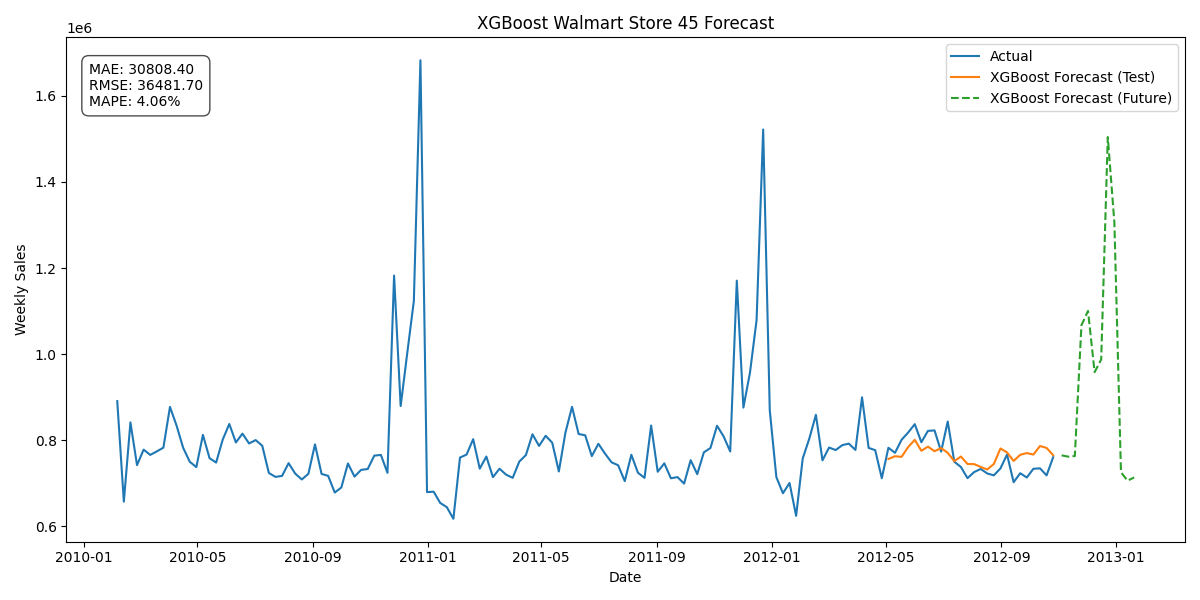 XGBoost Walmart Store 45 Forecast
1e6
MAE: 30808.40
RMSE: 36481.70
MAPE: 4.06%
Actual
XGBoost Forecast (Test)
XGBoost Forecast (Future)
Weekly Sales
1.6
1.4
1.2
1.0
0.8
0.6
2010-01 2010-05 2010-09 2011-01 2011-05 2011-09 2012-01 2012-05 2012-09 2013-01
Date